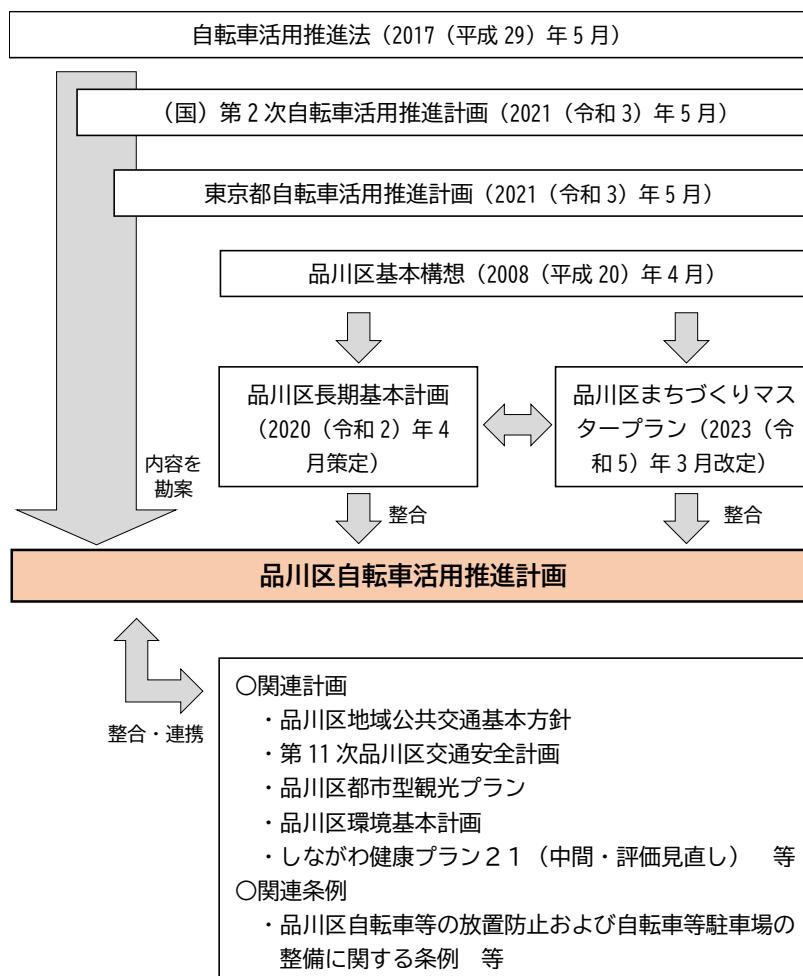 自転車活用推進法（2017（平成 29）年 5 月）
（国）第 2 次自転車活用推進計画（2021（令和 3）年 5 月）
東京都自転車活用推進計画（2021（令和 3）年 5 月）
品川区基本構想（2008（平成 20）年 4 月）
品川区長期基本計画
（2020（令和 2）年 4
月策定）
品川区まちづくりマス
タープラン（2023（令
和 5）年 3 月改定）
内容を
勘案
整合
整合
品川区自転車活用推進計画
整合・連携
○関連計画
・品川区地域公共交通基本方針
・第 11 次品川区交通安全計画
・品川区都市型観光プラン
・品川区環境基本計画
・しながわ健康プラン２１（中間・評価見直し）　等
○関連条例
・品川区自転車等の放置防止および自転車等駐車場の
整備に関する条例　等